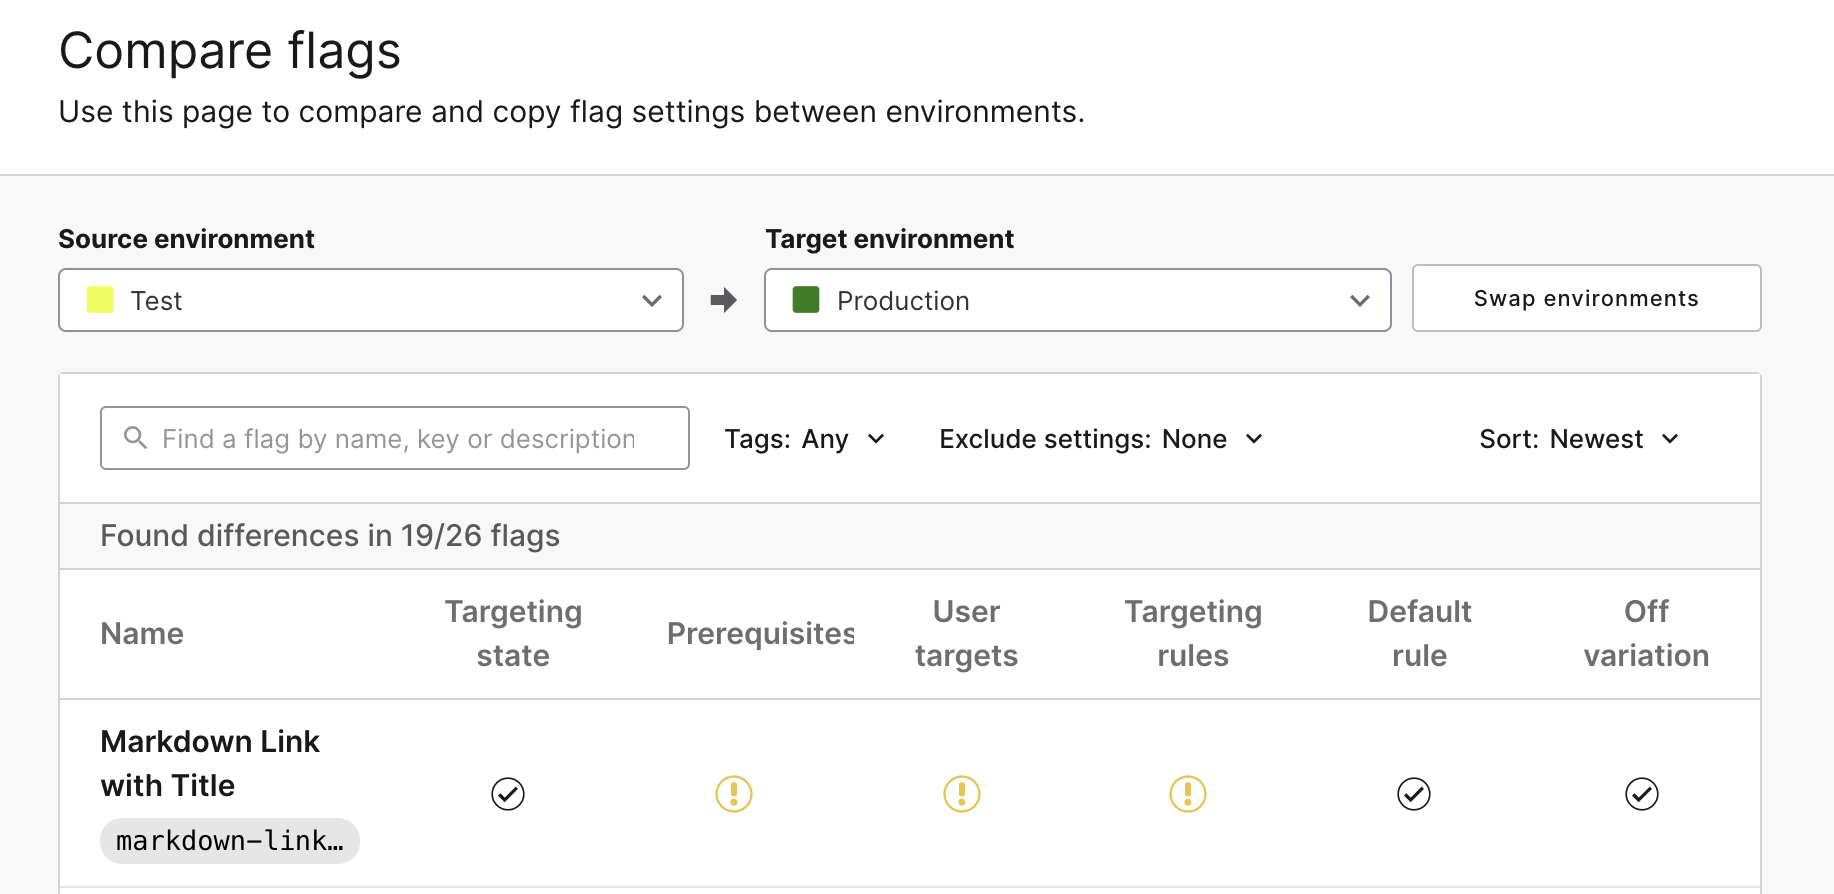 Compare flags
Use this page to compare and copy flag settings between environments.
Source environment
Target environment
Test
Production
Swap environments
Find a flag by name, key or description
Tags: Any
Exclude settings: None
Sort: Newest
Found differences in 19/26 flags
Name
Targeting
state
Prerequisites
User
targets
Targeting
rules
Default
rule
Off
variation
Markdown Link
with Title
markdown-link…